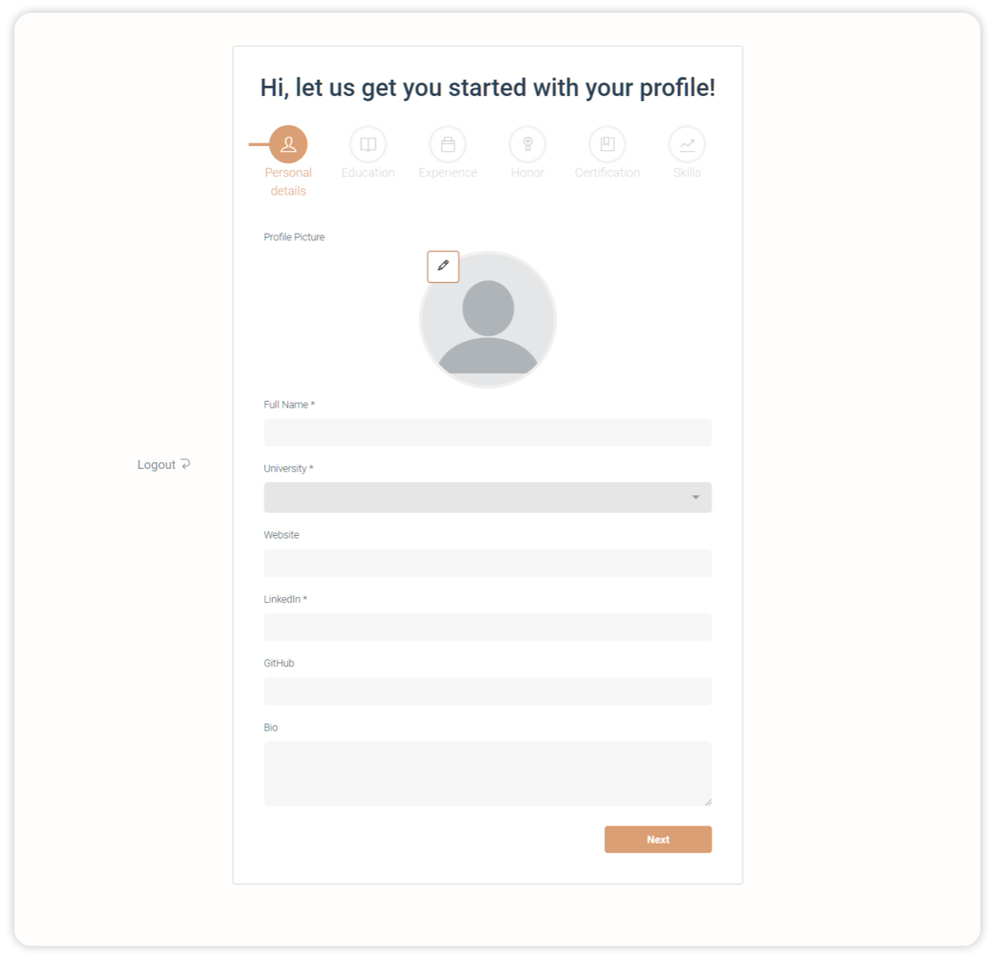 Hi, let us get you started with your profile!
Personal details
Education
Experience
Honor
Certification
Skills
Profile Picture
Full Name *
Logout
University *
Website
LinkedIn *
GitHub
Bio
Next